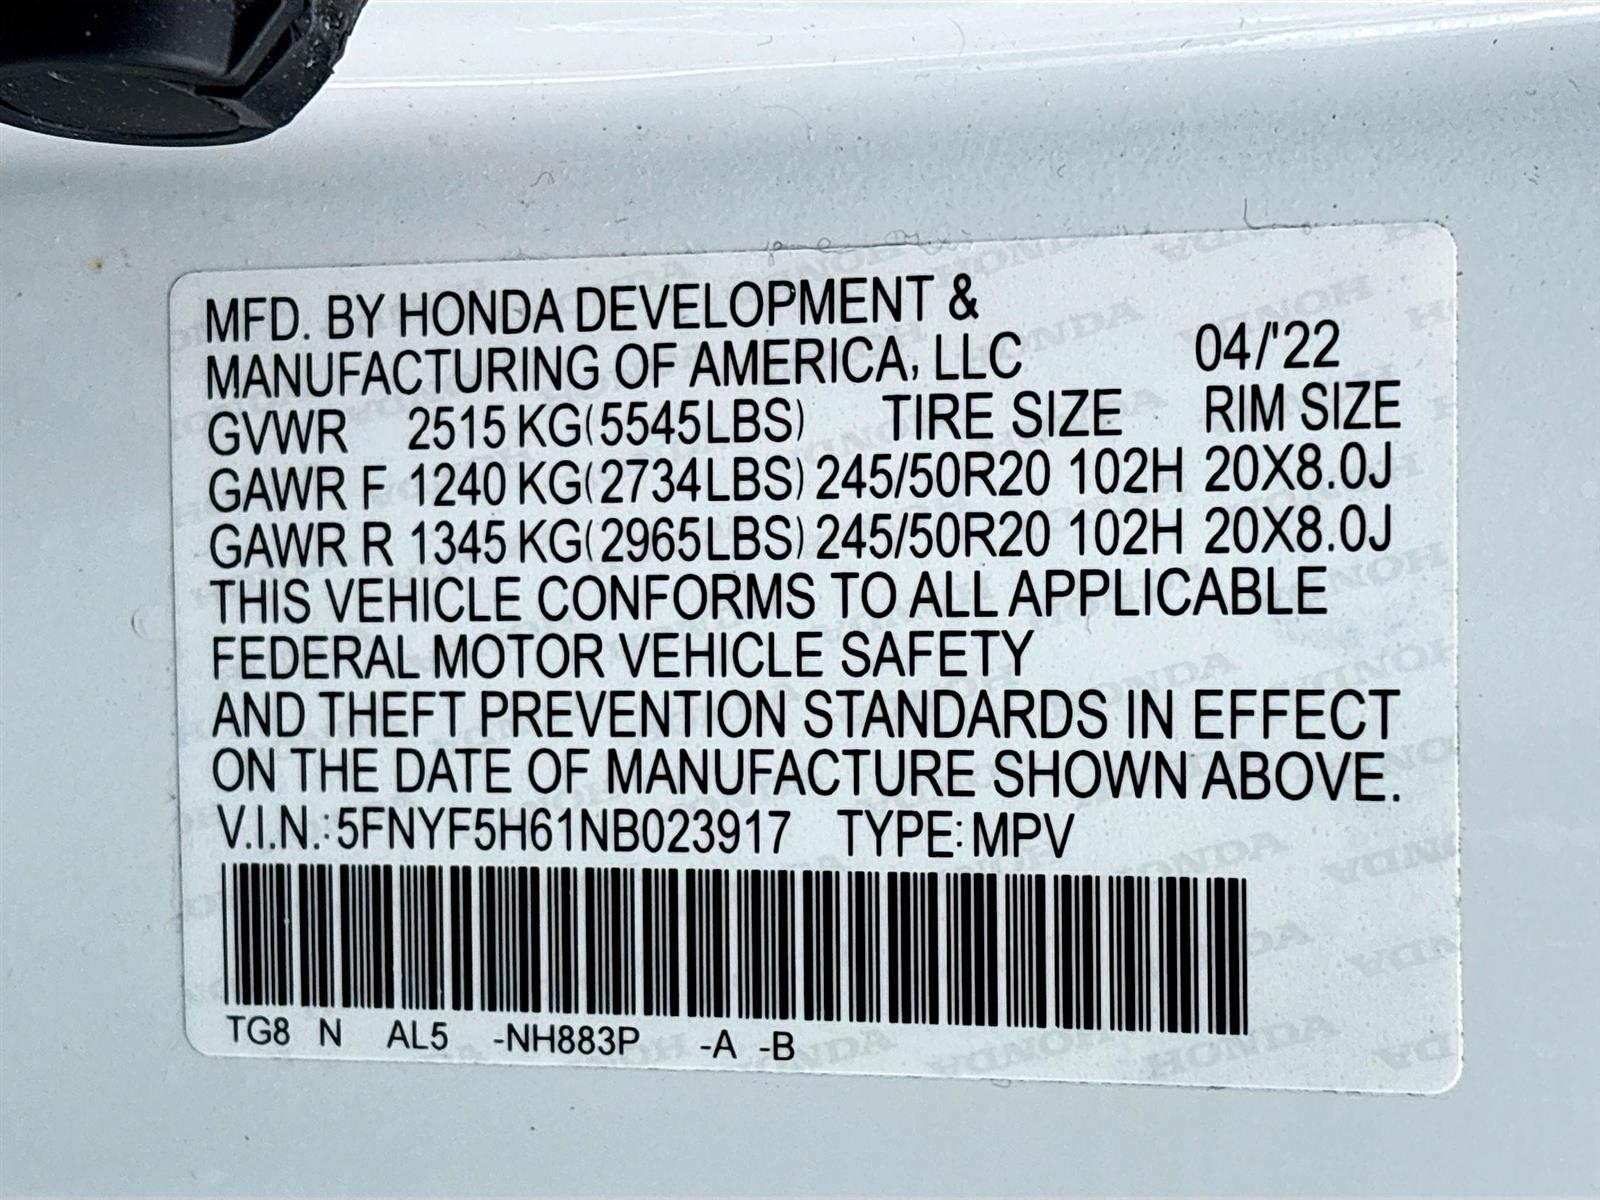 MFD. BY HONDA DEVELOPMENT &
MANUFACTURING OF AMERICA, LLC 04/'22
GVWR 2515 KG(5545LBS) TIRE SIZE RIM SIZE
GAWR F 1240 KG(2734LBS) 245/50R20 102H 20X8.0J
GAWR R 1345 KG(2965LBS) 245/50R20 102H 20X8.0J
THIS VEHICLE CONFORMS TO ALL APPLICABLE
FEDERAL MOTOR VEHICLE SAFETY
AND THEFT PREVENTION STANDARDS IN EFFECT
ON THE DATE OF MANUFACTURE SHOWN ABOVE.
V.I.N.: 5FNYF5H61NB023917 TYPE: MPV
TG8 N AL5 -NH883P -A -B